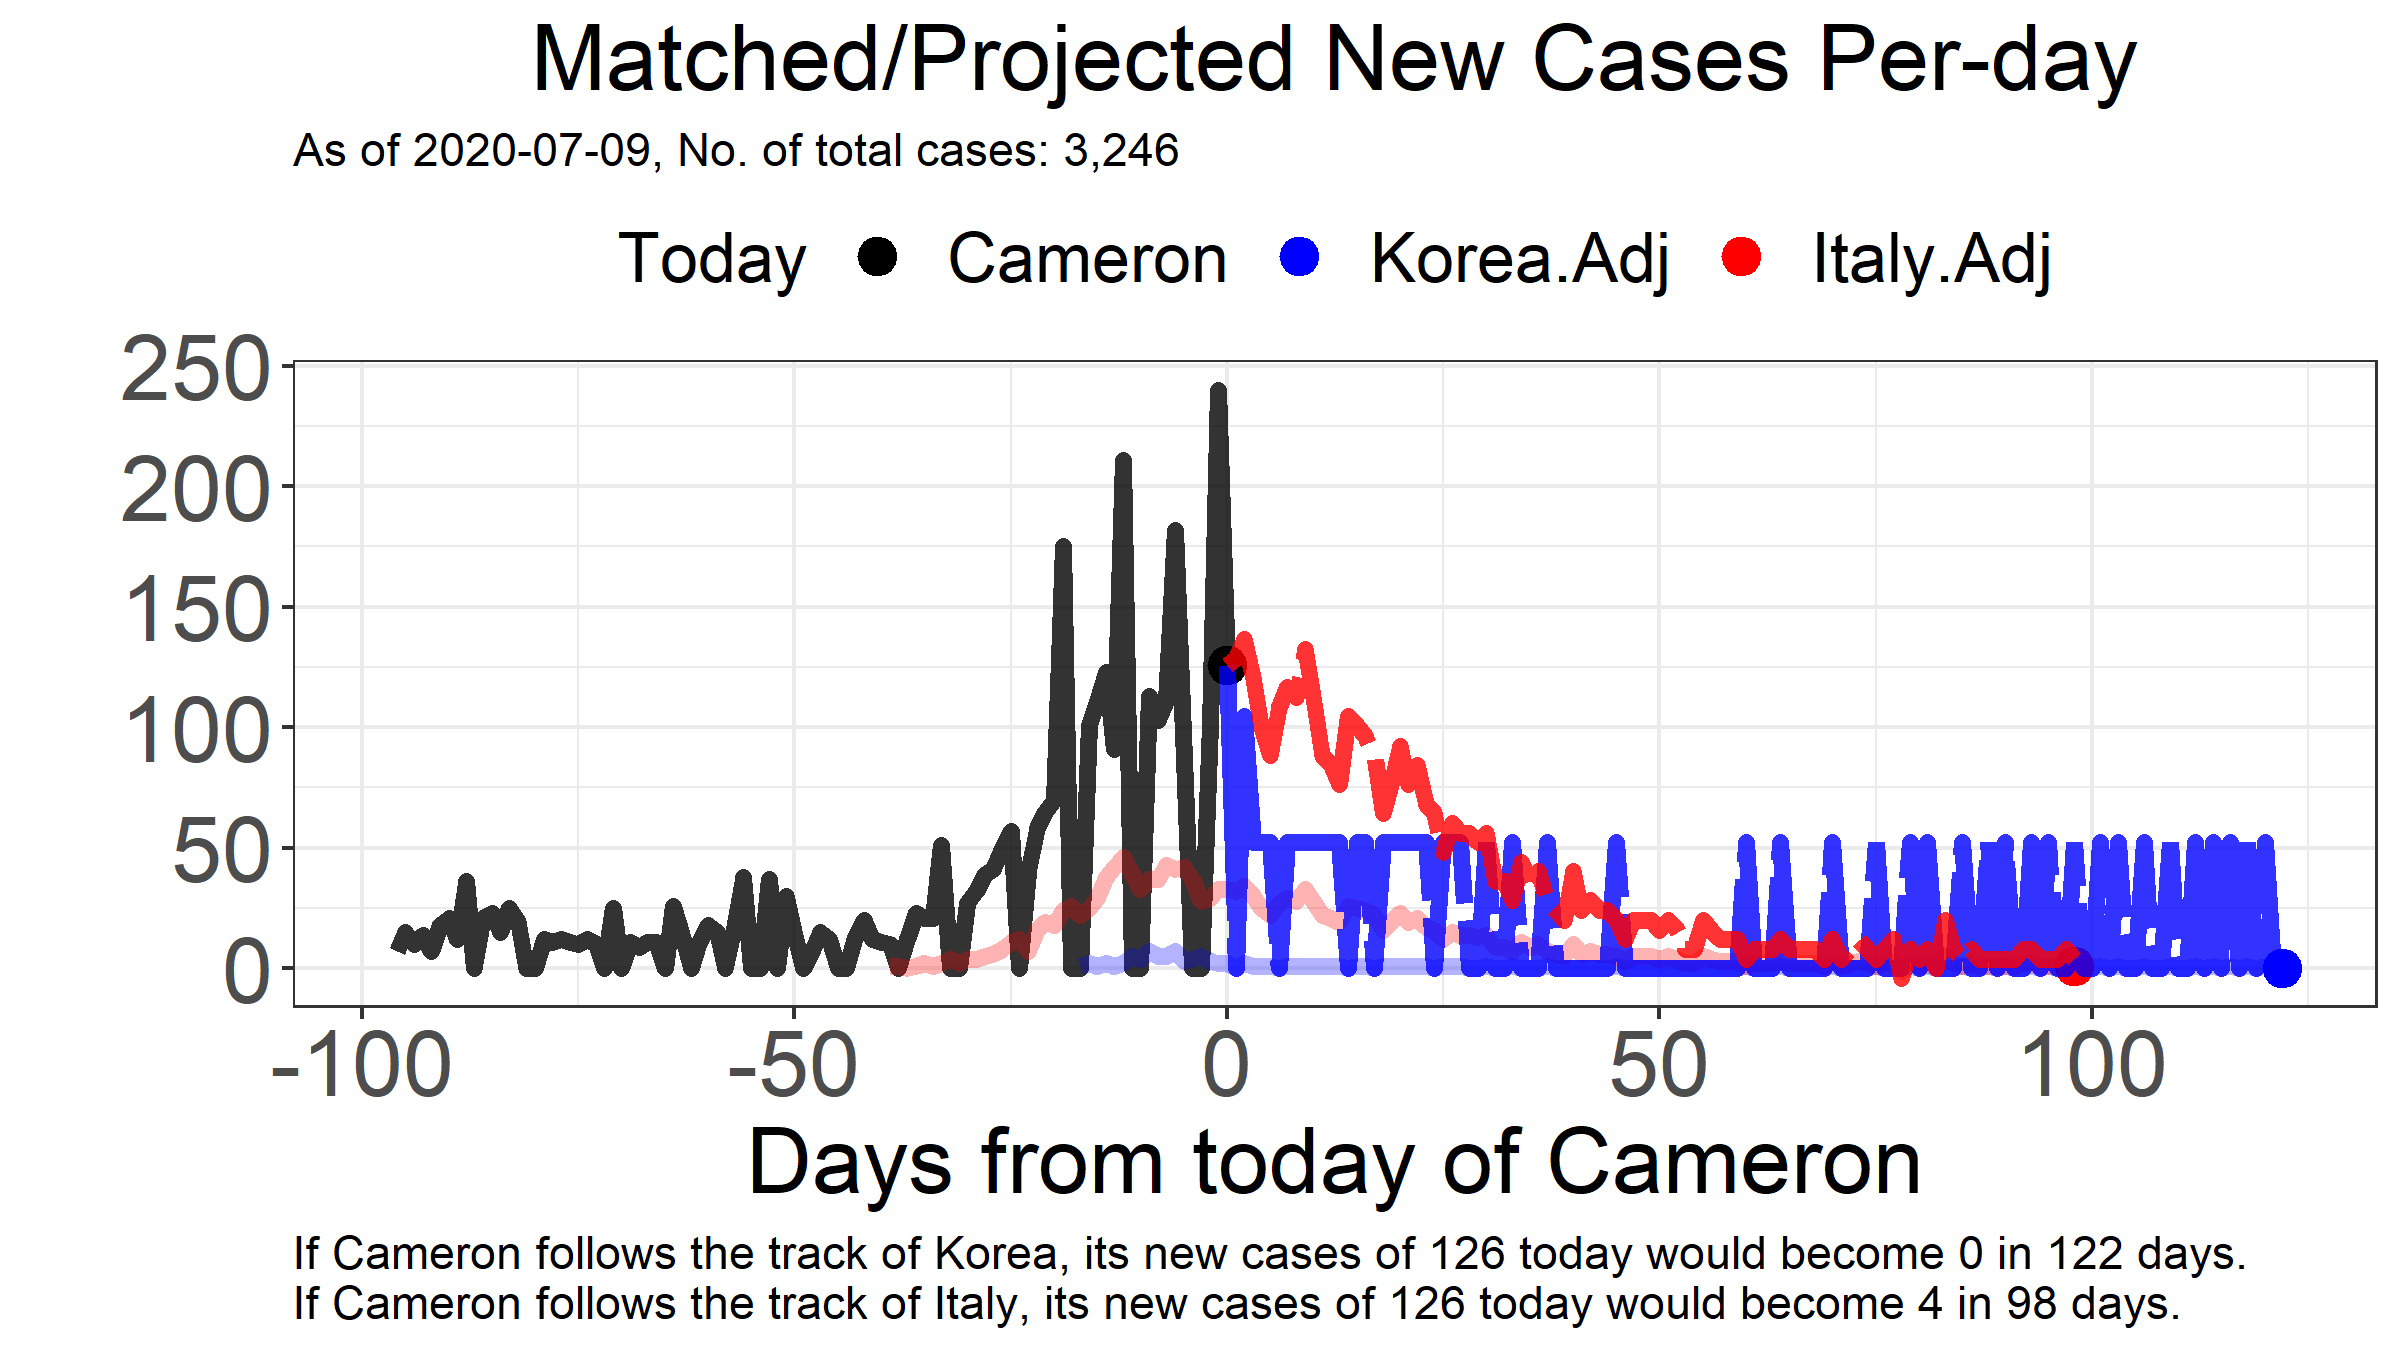 Matched/Projected New Cases Per-day
As of 2020-07-09, No. of total cases: 3,246
Today Cameron Korea.Adj Italy.Adj
250
200
150
100
50
0
-100 -50 0 50 100
Days from today of Cameron
If Cameron follows the track of Korea, its new cases of 126 today would become 0 in 122 days.
If Cameron follows the track of Italy, its new cases of 126 today would become 4 in 98 days.